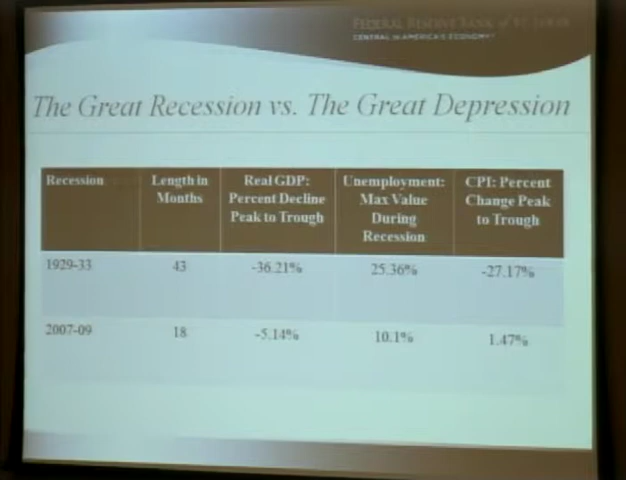 FEDERAL RESERVE BANK of ST. LOUIS
CENTRAL to AMERICA'S ECONOMY®
The Great Recession vs. The Great Depression
Recession Length in Months Real GDP: Percent Decline Peak to Trough Unemployment: Max Value During Recession CPI: Percent Change Peak to Trough
1929-33 43 -36.21% 25.36% -27.17%
2007-09 18 -5.14% 10.1% 1.47%